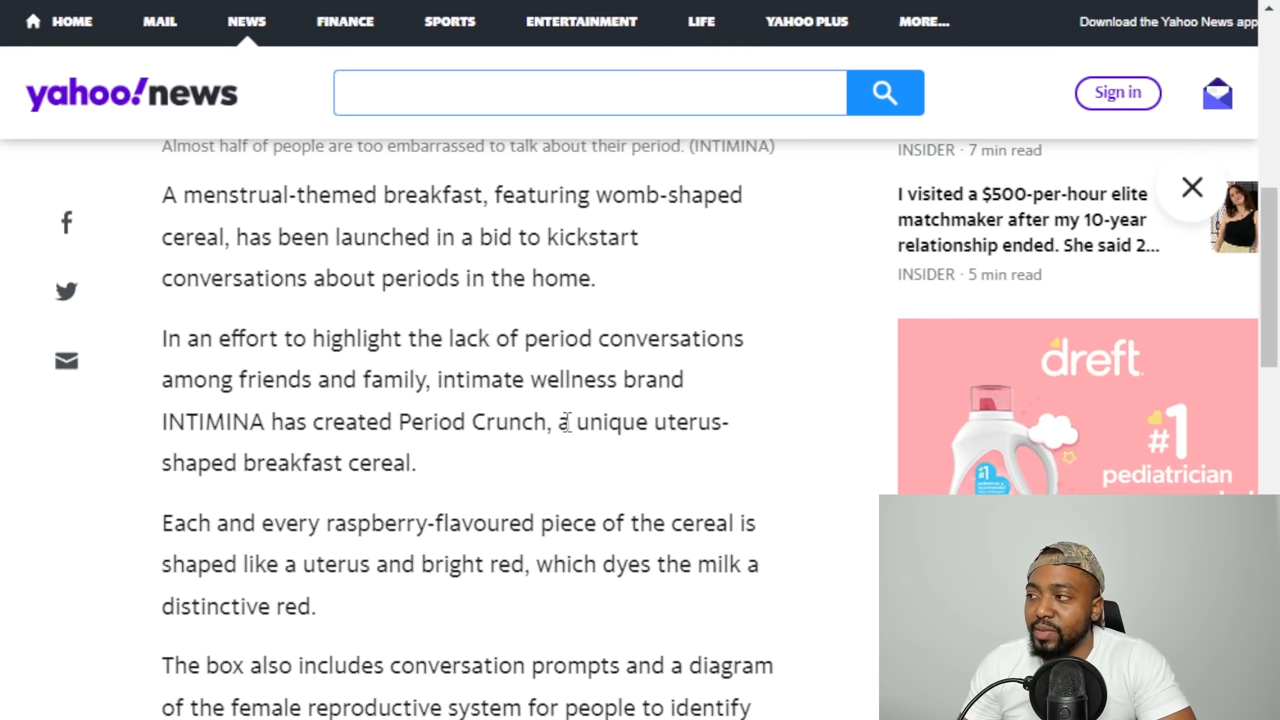 HOME MAIL NEWS FINANCE SPORTS ENTERTAINMENT LIFE YAHOO PLUS MORE... Download the Yahoo News app
yahoo!news
Sign in
Almost half of people are too embarrassed to talk about their period. (INTIMINA)
A menstrual-themed breakfast, featuring womb-shaped
cereal, has been launched in a bid to kickstart
conversations about periods in the home.
In an effort to highlight the lack of period conversations
among friends and family, intimate wellness brand
INTIMINA has created Period Crunch, a unique uterus-
shaped breakfast cereal.
Each and every raspberry-flavoured piece of the cereal is
shaped like a uterus and bright red, which dyes the milk a
distinctive red.
The box also includes conversation prompts and a diagram
of the female reproductive system for people to identify
INSIDER · 7 min read
I visited a $500-per-hour elite
matchmaker after my 10-year
relationship ended. She said 2...
INSIDER · 5 min read
dreft
#1
pediatrician